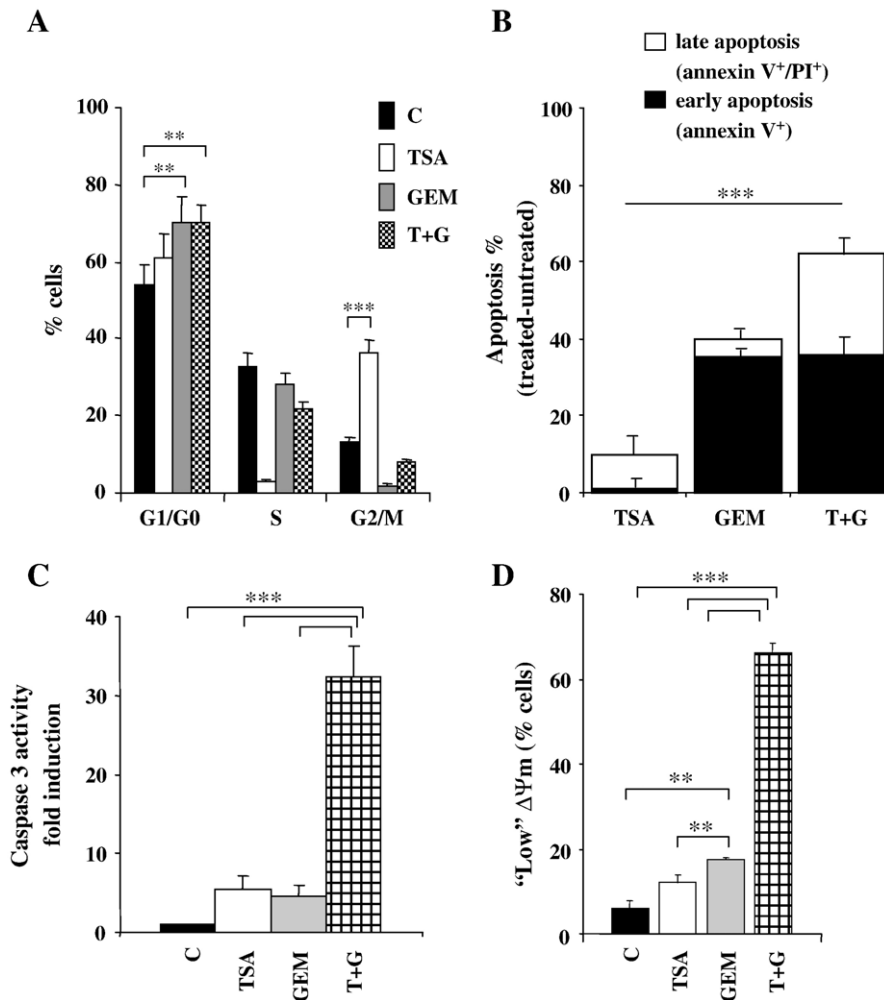 A
% cells
100
80
60
40
20
0
**
**
***
C
TSA
GEM
T+G
G1/G0 S G2/M
B
late apoptosis
(annexin V+/PI+)
early apoptosis
(annexin V+)
Apoptosis %
(treated-untreated)
100
80
60
40
20
0
***
TSA GEM T+G
C
Caspase 3 activity
fold induction
40
30
20
10
0
***
C TSA GEM T+G
D
“Low” ΔΨm (% cells)
80
60
40
20
0
***
**
**
C TSA GEM T+G